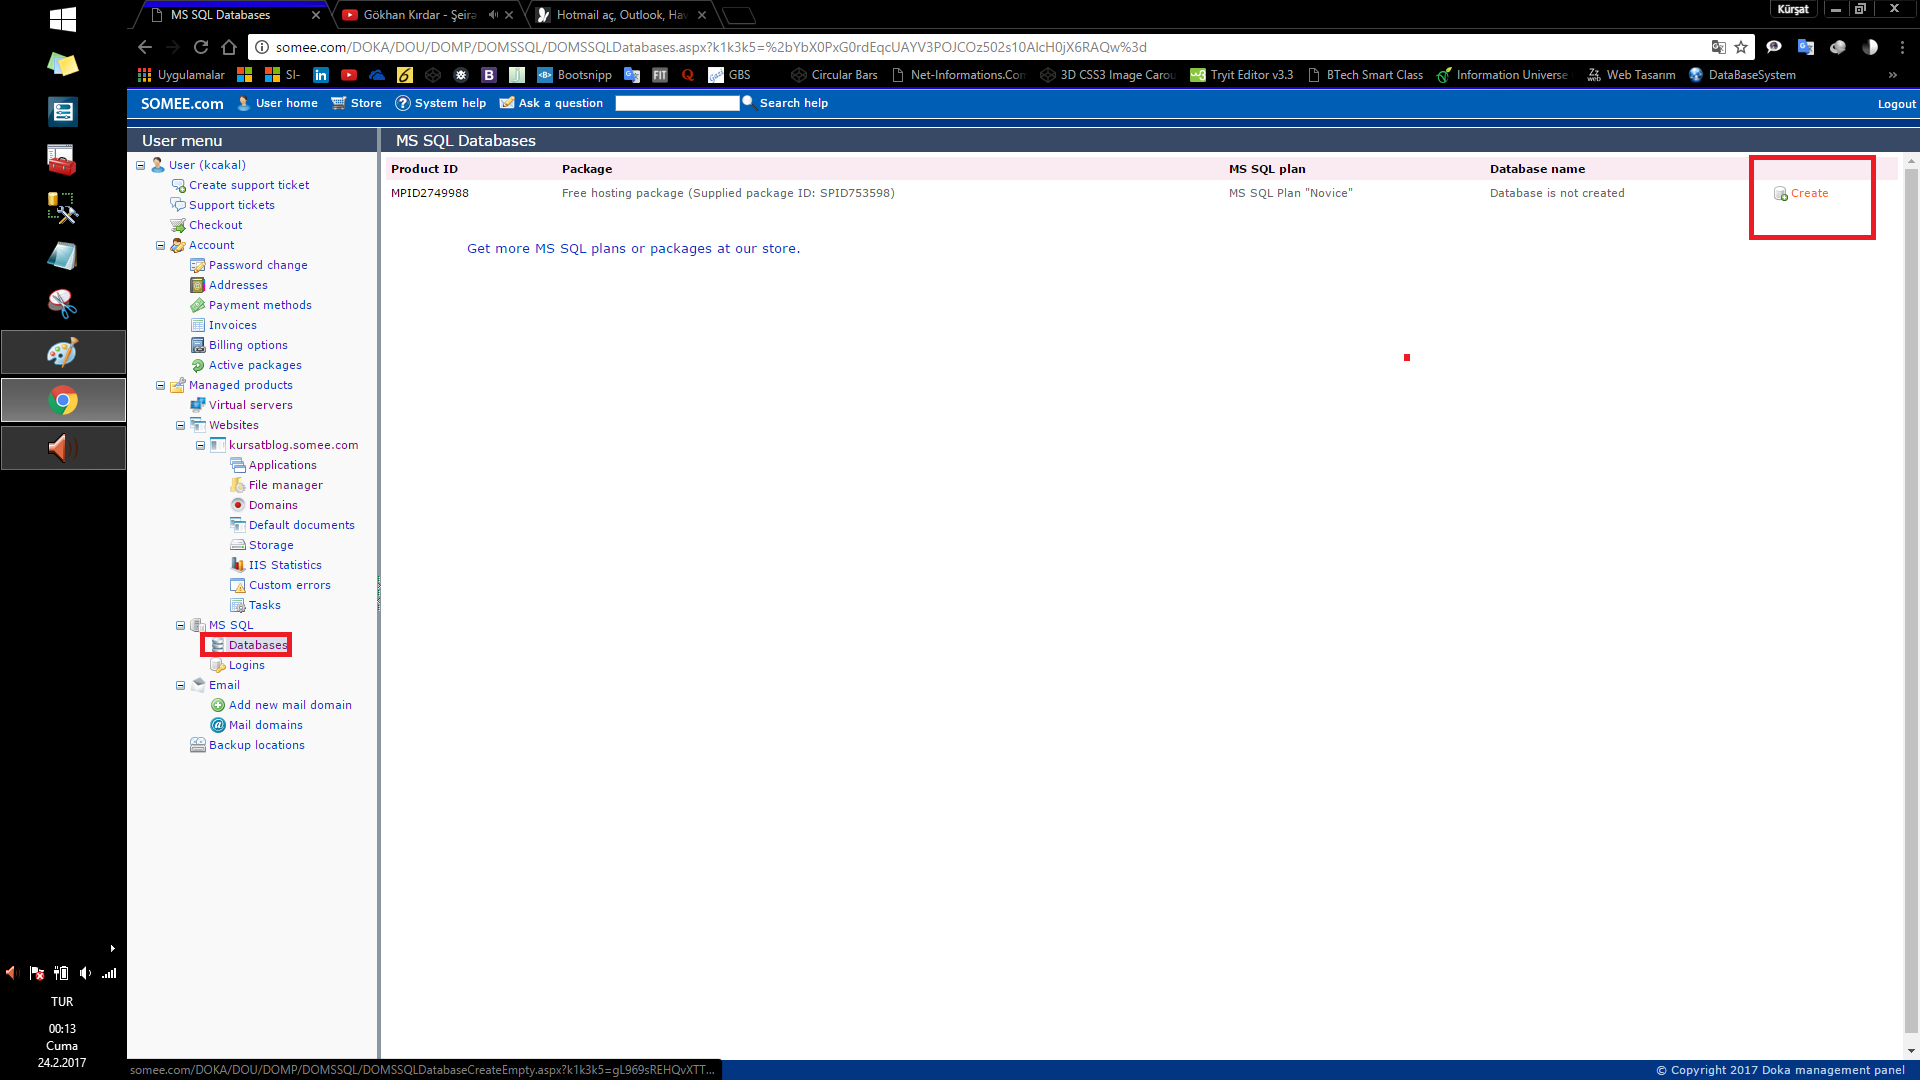 MS SQL Databases
Gökhan Kırdar - Şeira
Hotmail aç, Outlook, Hav
Kürşat
somee.com/DOKA/DOU/DOMP/DOMSSQL/DOMSSQLDatabases.aspx?k1k3k5=%2bYbX0PxG0rdEqcUAYV3POJCOz502s10AlcH0jX6RAQw%3d
Uygulamalar
SI-
Bootsnipp
FIT
GBS
Circular Bars
Net-Informations.Con
3D CSS3 Image Carou
Tryit Editor v3.3
BTech Smart Class
Information Universe
Web Tasarım
DataBaseSystem
»
SOMEE.com
User home
Store
System help
Ask a question
Search help
Logout
User menu
MS SQL Databases
User (kcakal)
Create support ticket
Support tickets
Checkout
Account
Password change
Addresses
Payment methods
Invoices
Billing options
Active packages
Managed products
Virtual servers
Websites
kursatblog.somee.com
Applications
File manager
Domains
Default documents
Storage
IIS Statistics
Custom errors
Tasks
MS SQL
Databases
Logins
Email
Add new mail domain
Mail domains
Backup locations
Product ID Package MS SQL plan Database name
MPID2749988 Free hosting package (Supplied package ID: SPID753598) MS SQL Plan "Novice" Database is not created Create
Get more MS SQL plans or packages at our store.
TUR
00:13
Cuma
24.2.2017
somee.com/DOKA/DOU/DOMP/DOMSSQL/DOMSSQLDatabaseCreateEmpty.aspx?k1k3k5=gL969sREHQvXTT...
© Copyright 2017 Doka management panel